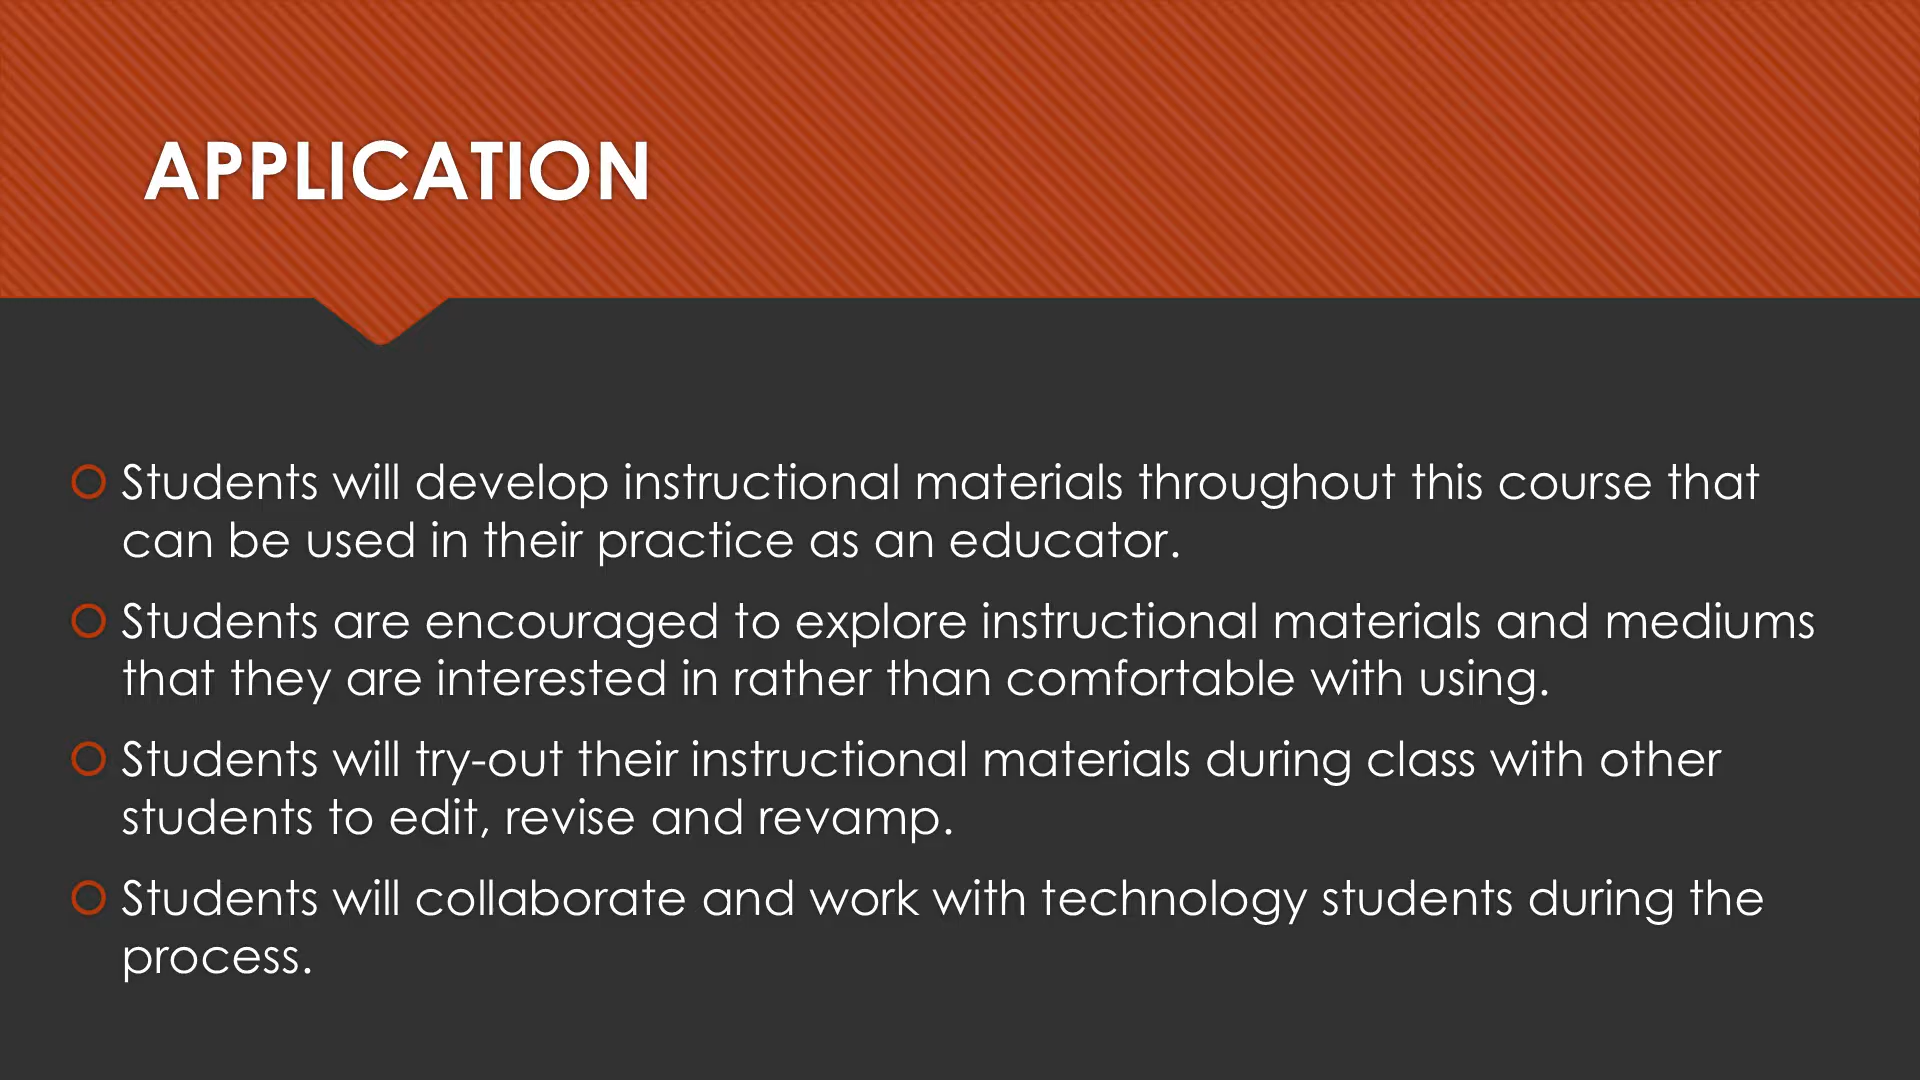 APPLICATION
Students will develop instructional materials throughout this course that
can be used in their practice as an educator.
Students are encouraged to explore instructional materials and mediums
that they are interested in rather than comfortable with using.
Students will try-out their instructional materials during class with other
students to edit, revise and revamp.
Students will collaborate and work with technology students during the
process.